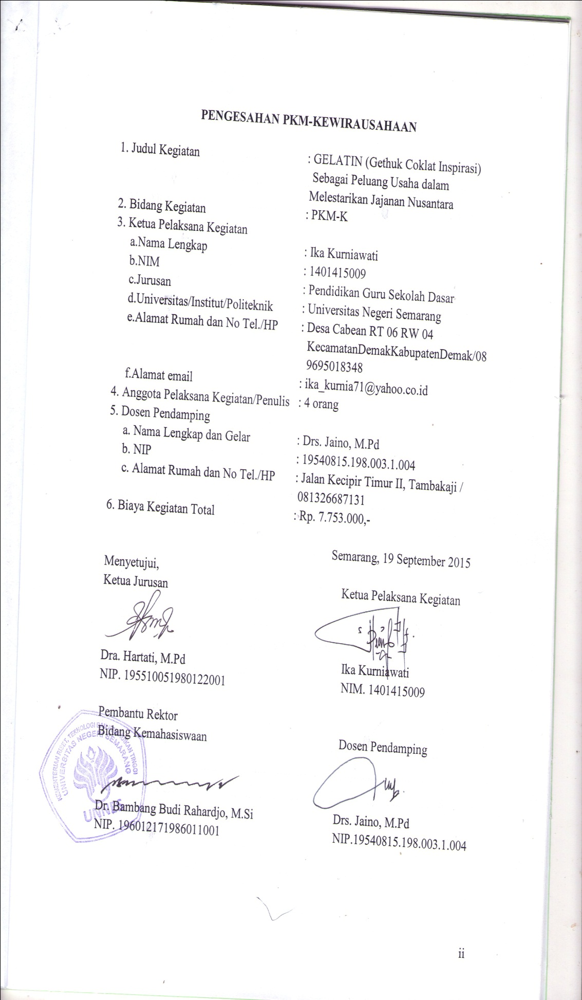 PENGESAHAN PKM-KEWIRAUSAHAAN
1. Judul Kegiatan : GELATIN (Gethuk Coklat Inspirasi)
Sebagai Peluang Usaha dalam
Melestarikan Jajanan Nusantara
2. Bidang Kegiatan : PKM-K
3. Ketua Pelaksana Kegiatan
a.Nama Lengkap : Ika Kurniawati
b.NIM : 1401415009
c.Jurusan : Pendidikan Guru Sekolah Dasar
d.Universitas/Institut/Politeknik : Universitas Negeri Semarang
e.Alamat Rumah dan No Tel./HP : Desa Cabean RT 06 RW 04
KecamatanDemakKabupatenDemak/08
9695018348
f.Alamat email : ika_kurnia71@yahoo.co.id
4. Anggota Pelaksana Kegiatan/Penulis : 4 orang
5. Dosen Pendamping
a. Nama Lengkap dan Gelar : Drs. Jaino, M.Pd
b. NIP : 19540815.198.003.1.004
c. Alamat Rumah dan No Tel./HP : Jalan Kecipir Timur II, Tambakaji /
081326687131
6. Biaya Kegiatan Total : Rp. 7.753.000,-
Semarang, 19 September 2015
Menyetujui,
Ketua Jurusan
Dra. Hartati, M.Pd
NIP. 195510051980122001
Ketua Pelaksana Kegiatan
Ika Kurniawati
NIM. 1401415009
Pembantu Rektor
Bidang Kemahasiswaan
KEMENTERIAN RISET, TEKNOLOGI DAN PENDIDIKAN TINGGI
UNIVERSITAS NEGERI SEMARANG
UNNES
Dr. Bambang Budi Rahardjo, M.Si
NIP. 196012171986011001
Dosen Pendamping
Drs. Jaino, M.Pd
NIP.19540815.198.003.1.004
ii